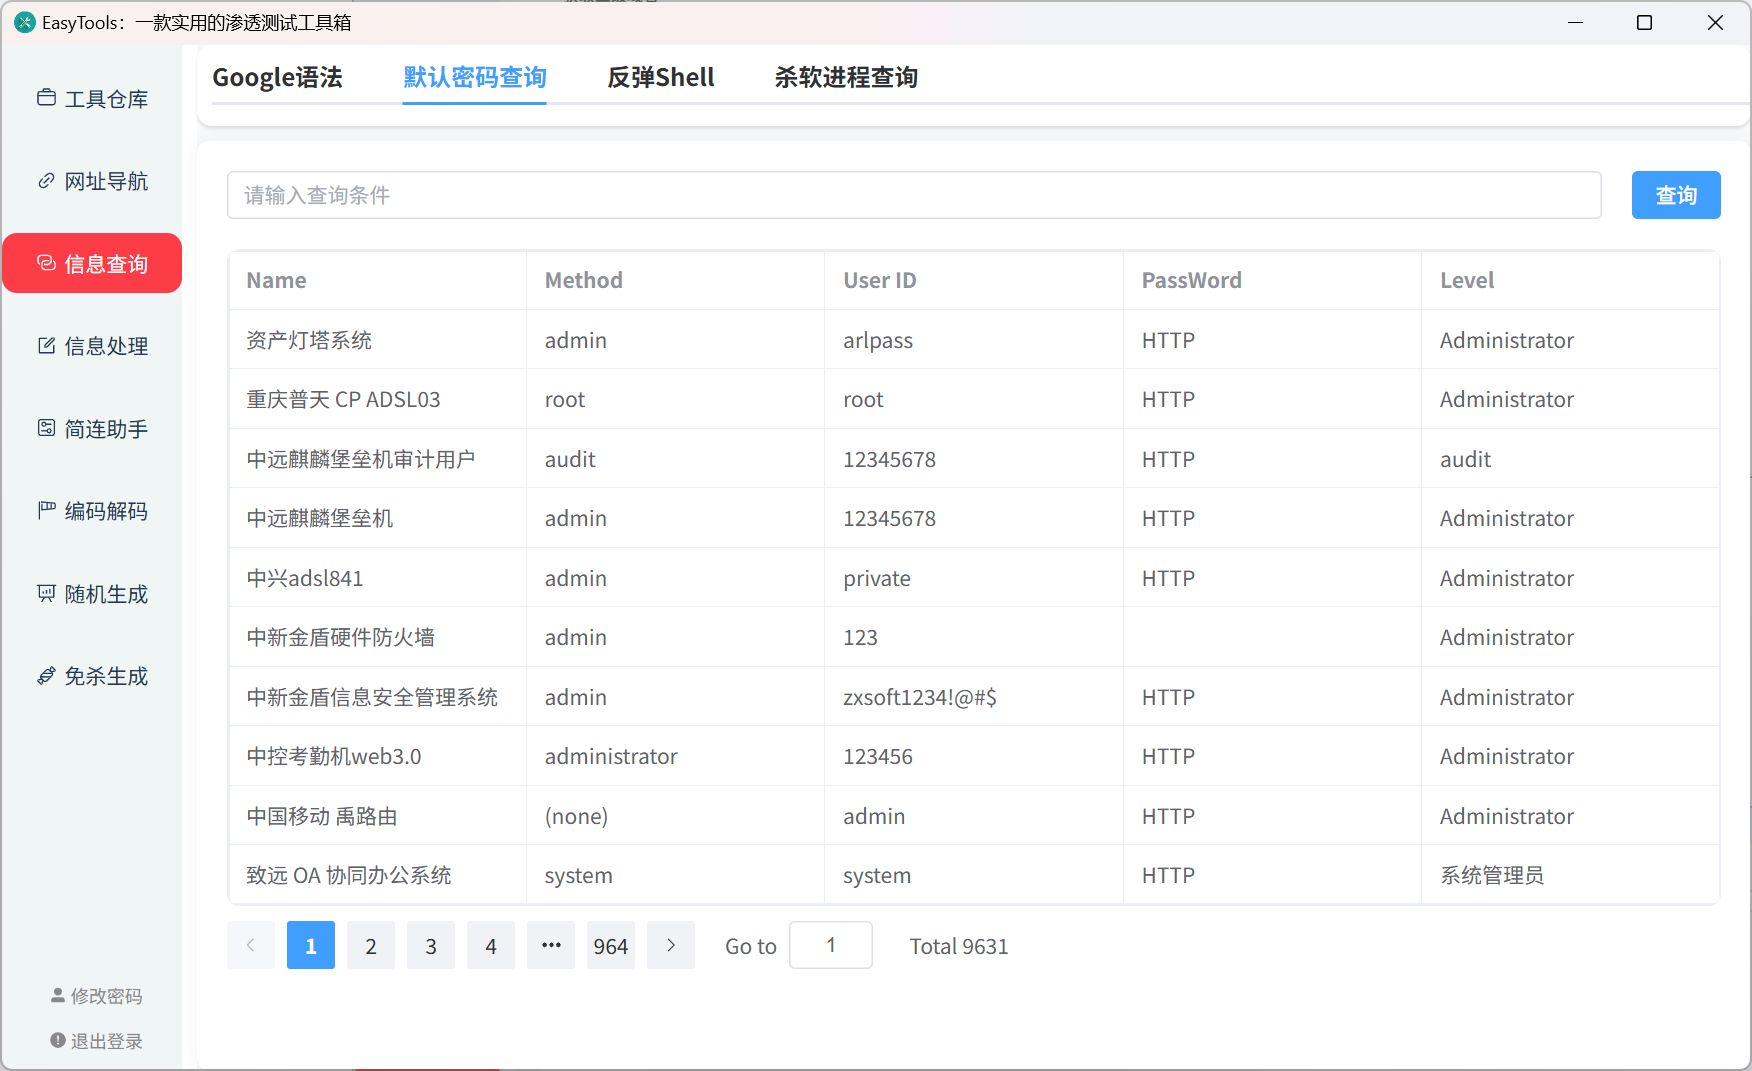 EasyTools：一款实用的渗透测试工具箱
工具仓库
网址导航
信息查询
信息处理
简连助手
编码解码
随机生成
免杀生成
修改密码
退出登录
Google语法 默认密码查询 反弹Shell 杀软进程查询
请输入查询条件 查询
Name Method User ID PassWord Level
资产灯塔系统 admin arlpass HTTP Administrator
重庆普天 CP ADSL03 root root HTTP Administrator
中远麒麟堡垒机审计用户 audit 12345678 HTTP audit
中远麒麟堡垒机 admin 12345678 HTTP Administrator
中兴adsl841 admin private HTTP Administrator
中新金盾硬件防火墙 admin 123 Administrator
中新金盾信息安全管理系统 admin zxsoft1234!@#$ HTTP Administrator
中控考勤机web3.0 administrator 123456 HTTP Administrator
中国移动 禹路由 (none) admin HTTP Administrator
致远 OA 协同办公系统 system system HTTP 系统管理员
1 2 3 4 ••• 964 Go to 1 Total 9631